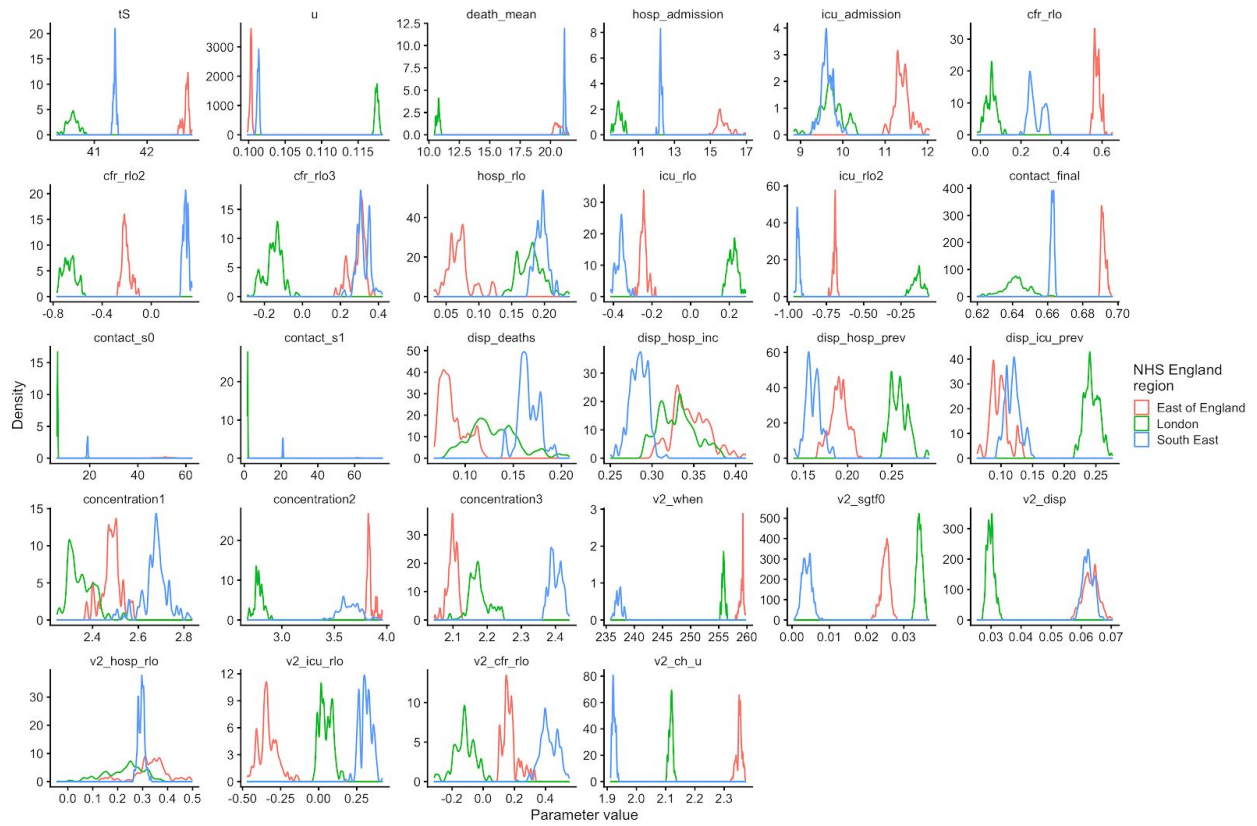 tS u death_mean hosp_admission icu_admission cfr_rlo
20 15 10 5 0
3000 2000 1000 0
12.5 10.0 7.5 5.0 2.5 0.0
8 6 4 2 0
4 3 2 1 0
30 20 10 0
41 42
0.100 0.105 0.110 0.115
10.0 12.5 15.0 17.5 20.0
11 13 15 17
9 10 11 12
0.0 0.2 0.4 0.6
cfr_rlo2 cfr_rlo3 hosp_rlo icu_rlo icu_rlo2 contact_final
20 15 10 5 0
15 10 5 0
40 20 0
50 40 30 20 10 0
60 40 20 0
400 300 200 100 0
-0.8 -0.4 0.0
-0.2 0.0 0.2 0.4
0.05 0.10 0.15 0.20
-0.4 -0.2 0.0 0.2
-1.00 -0.75 -0.50 -0.25
0.62 0.64 0.66 0.68 0.70
contact_s0 contact_s1 disp_deaths disp_hosp_inc disp_hosp_prev disp_icu_prev
15 10 5 0
20 10 0
50 40 30 20 10 0
40 30 20 10 0
60 40 20 0
50 40 30 20 10 0
20 40 60
0 20 40 60
0.10 0.15 0.20
0.25 0.30 0.35 0.40
0.15 0.20 0.25
0.10 0.15 0.20 0.25
Density
NHS England
region
East of England
London
South East
concentration1 concentration2 concentration3 v2_when v2_sgtf0 v2_disp
15 10 5 0
20 10 0
30 20 10 0
3 2 1 0
500 400 300 200 100 0
300 200 100 0
2.4 2.6 2.8
3.0 3.5 4.0
2.1 2.2 2.3 2.4
235 240 245 250 255 260
0.00 0.01 0.02 0.03
0.03 0.04 0.05 0.06 0.07
v2_hosp_rlo v2_icu_rlo v2_cfr_rlo v2_ch_u
30 20 10 0
12 9 6 3 0
10 5 0
80 60 40 20 0
0.0 0.1 0.2 0.3 0.4 0.5
-0.50 -0.25 0.00 0.25
-0.2 0.0 0.2 0.4
1.9 2.0 2.1 2.2 2.3
Parameter value